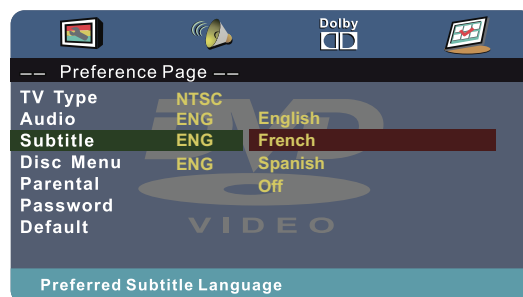 Dolby
-- Preference Page --
TV Type NTSC
Audio ENG English
Subtitle ENG French
Disc Menu ENG Spanish
Parental Off
Password
Default
DVD
VIDEO
Preferred Subtitle Language